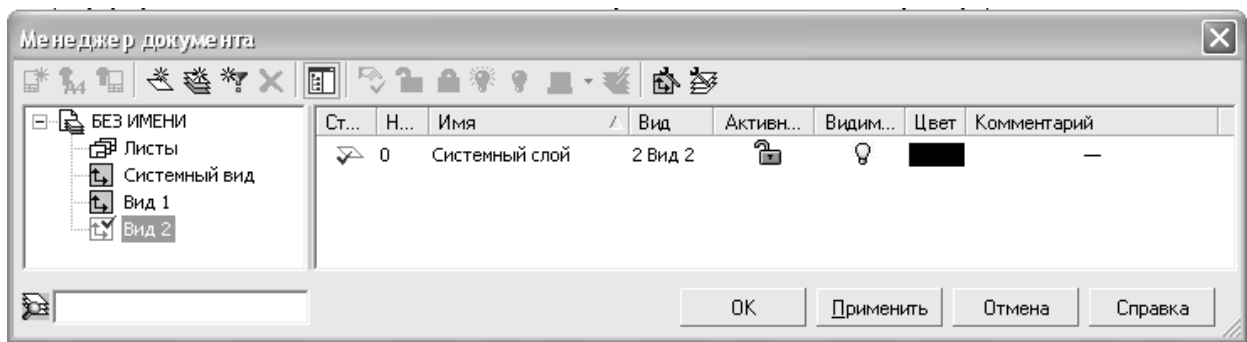 Менеджер документа
БЕЗ ИМЕНИ
Листы
Системный вид
Вид 1
Вид 2
Ст... Н... Имя Вид Активн... Видим... Цвет Комментарий
0 Системный слой 2 Вид 2 —
ОК Применить Отмена Справка